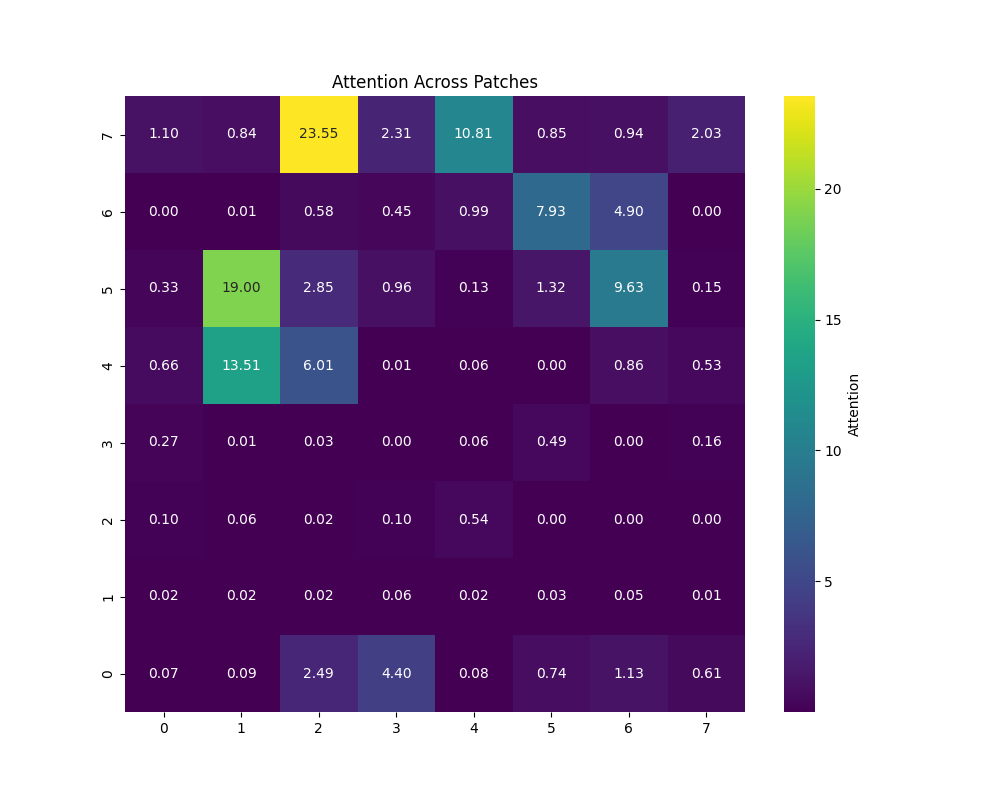 Attention Across Patches
7 1.10 0.84 23.55 2.31 10.81 0.85 0.94 2.03
6 0.00 0.01 0.58 0.45 0.99 7.93 4.90 0.00
5 0.33 19.00 2.85 0.96 0.13 1.32 9.63 0.15
4 0.66 13.51 6.01 0.01 0.06 0.00 0.86 0.53
3 0.27 0.01 0.03 0.00 0.06 0.49 0.00 0.16
2 0.10 0.06 0.02 0.10 0.54 0.00 0.00 0.00
1 0.02 0.02 0.02 0.06 0.02 0.03 0.05 0.01
0 0.07 0.09 2.49 4.40 0.08 0.74 1.13 0.61
0 1 2 3 4 5 6 7
20
15
10
5
Attention